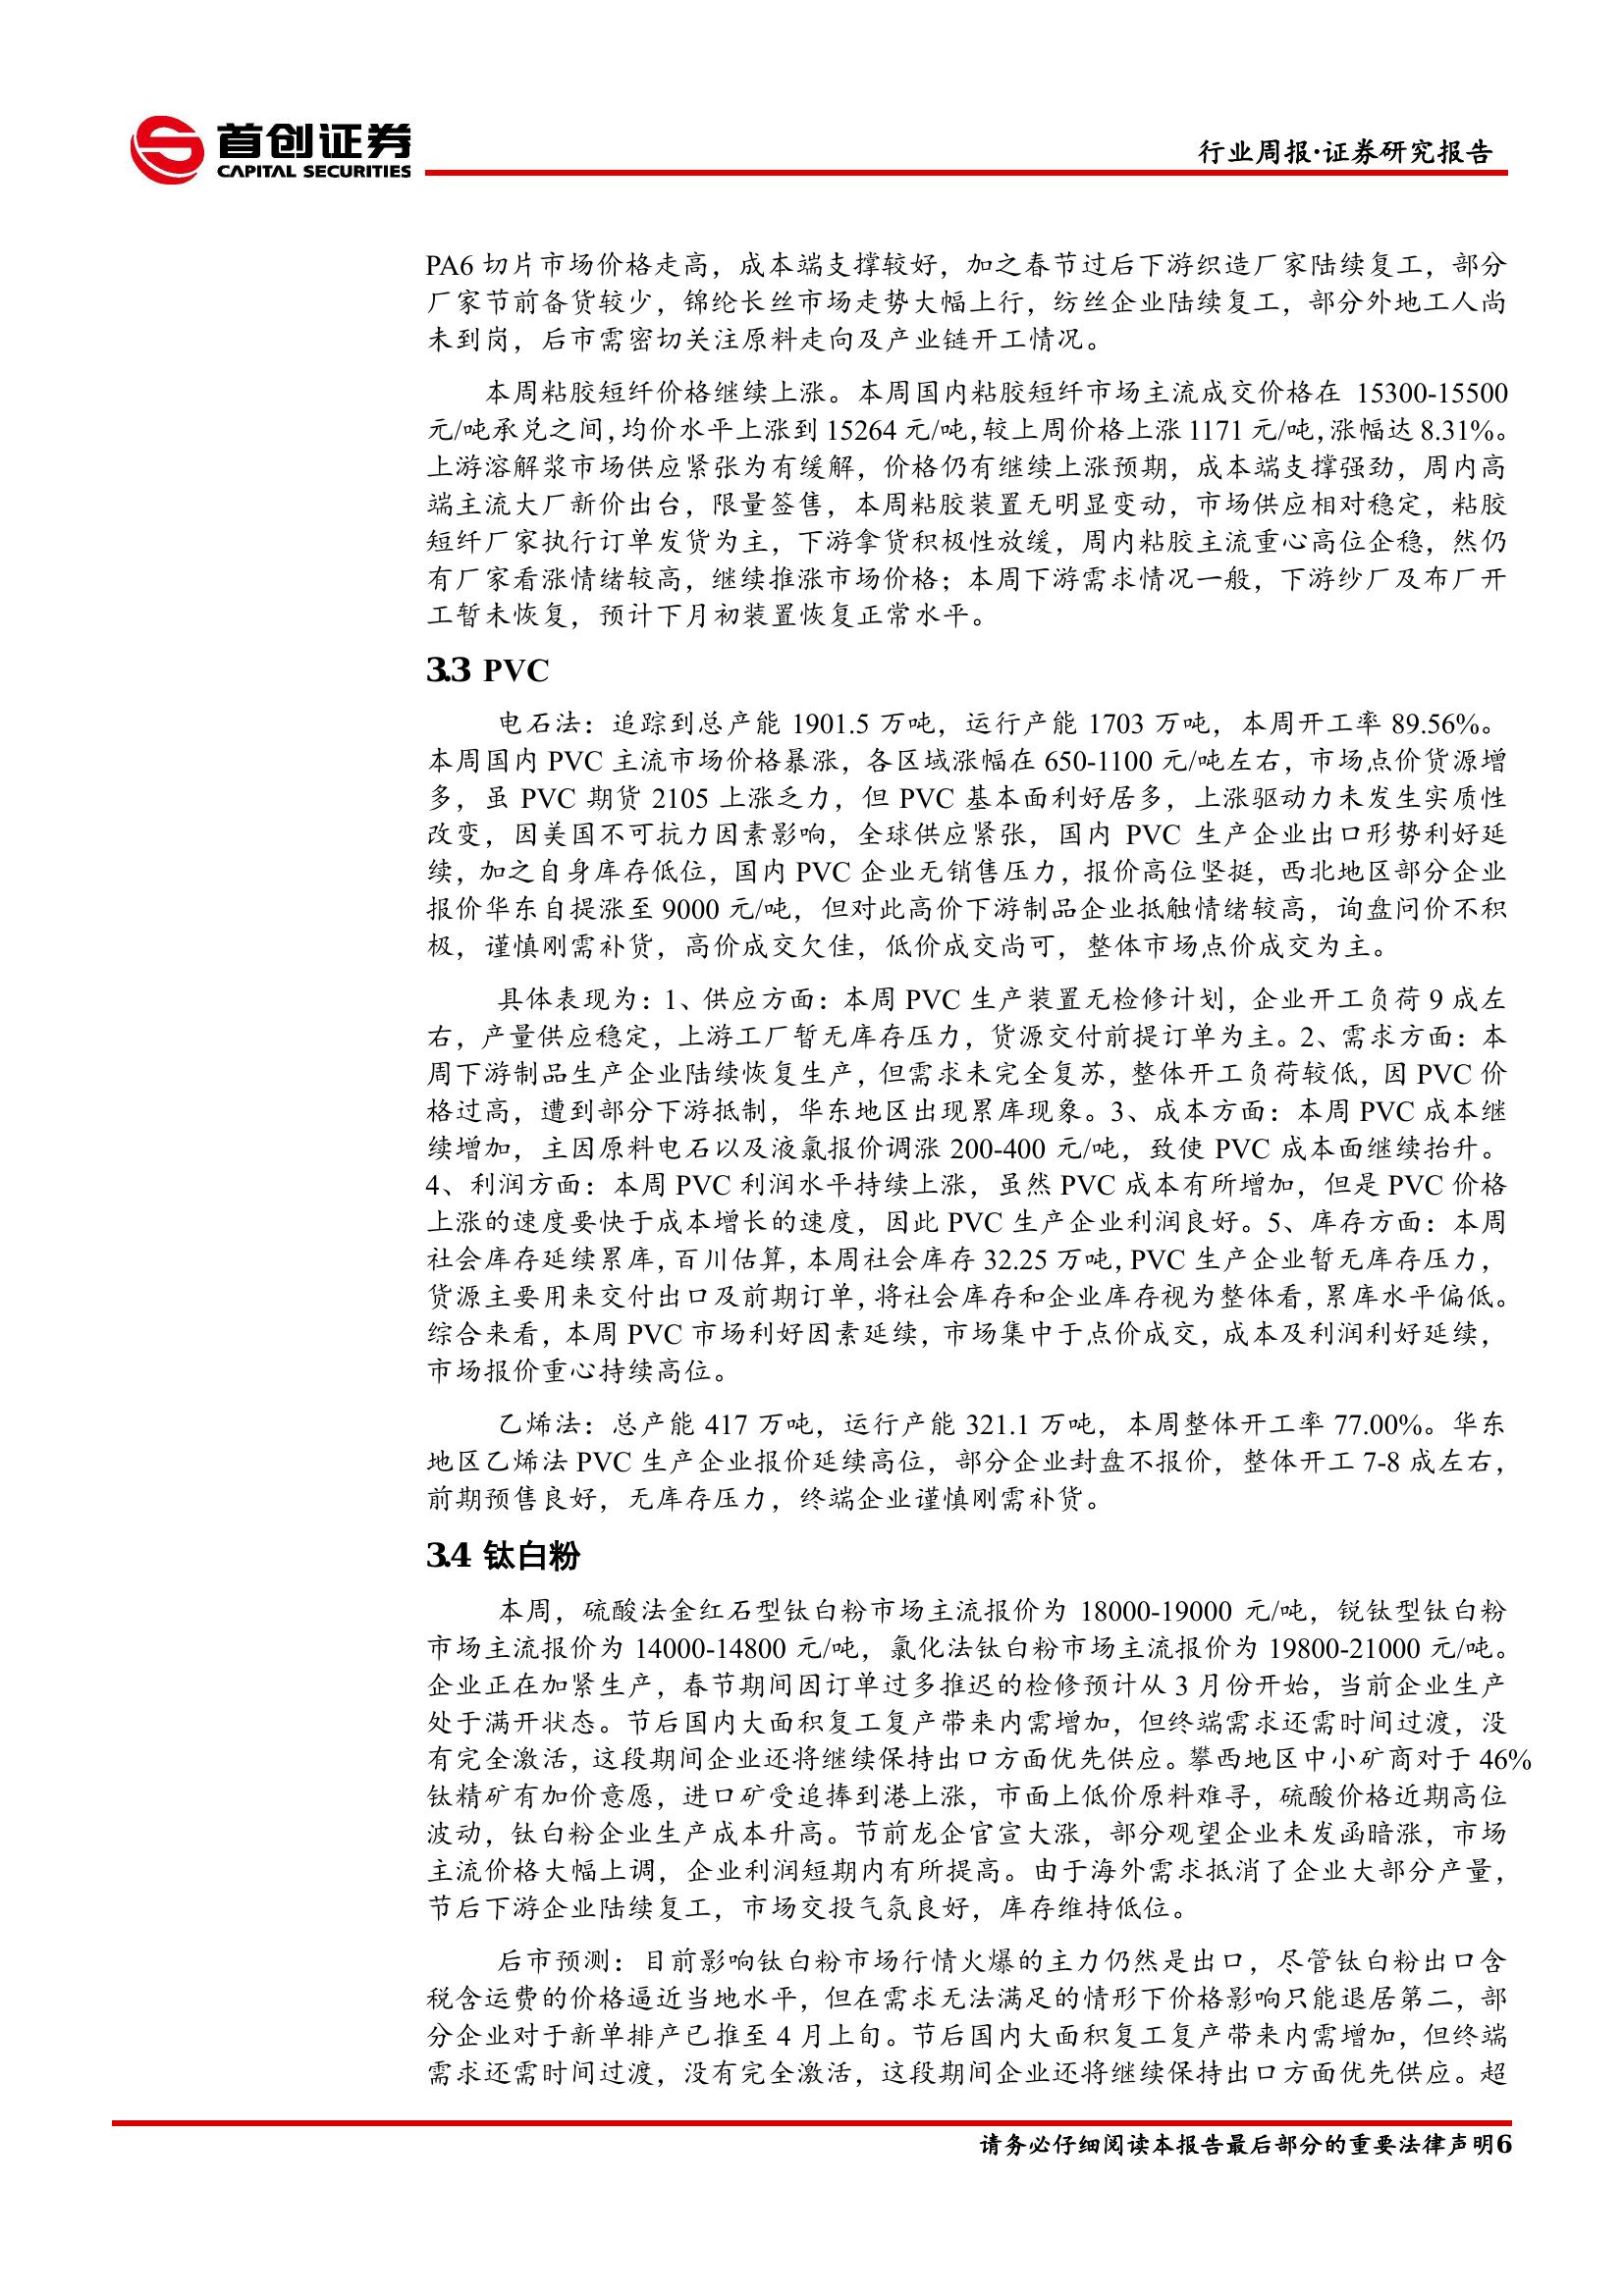 首创证券
CAPITAL SECURITIES
行业周报·证券研究报告
PA6 切片市场价格走高，成本端支撑较好，加之春节过后下游织造厂家陆续复工，部分
厂家节前备货较少，锦纶长丝市场走势大幅上行，纺丝企业陆续复工，部分外地工人尚
未到岗，后市需密切关注原料走向及产业链开工情况。
本周粘胶短纤价格继续上涨。本周国内粘胶短纤市场主流成交价格在 15300-15500
元/吨承兑之间，均价水平上涨到 15264 元/吨，较上周价格上涨 1171 元/吨，涨幅达 8.31%。
上游溶解浆市场供应紧张为有缓解，价格仍有继续上涨预期，成本端支撑强劲，周内高
端主流大厂新价出台，限量签售，本周粘胶装置无明显变动，市场供应相对稳定，粘胶
短纤厂家执行订单发货为主，下游拿货积极性放缓，周内粘胶主流重心高位企稳，然仍
有厂家看涨情绪较高，继续推涨市场价格；本周下游需求情况一般，下游纱厂及布厂开
工暂未恢复，预计下月初装置恢复正常水平。
3.3 PVC
电石法：追踪到总产能 1901.5 万吨，运行产能 1703 万吨，本周开工率 89.56%。
本周国内 PVC 主流市场价格暴涨，各区域涨幅在 650-1100 元/吨左右，市场点价货源增
多，虽 PVC 期货 2105 上涨乏力，但 PVC 基本面利好居多，上涨驱动力未发生实质性
改变，因美国不可抗力因素影响，全球供应紧张，国内 PVC 生产企业出口形势利好延
续，加之自身库存低位，国内 PVC 企业无销售压力，报价高位坚挺，西北地区部分企业
报价华东自提涨至 9000 元/吨，但对此高价下游制品企业抵触情绪较高，询盘问价不积
极，谨慎刚需补货，高价成交欠佳，低价成交尚可，整体市场点价成交为主。
具体表现为：1、供应方面：本周 PVC 生产装置无检修计划，企业开工负荷 9 成左
右，产量供应稳定，上游工厂暂无库存压力，货源交付前提订单为主。2、需求方面：本
周下游制品生产企业陆续恢复生产，但需求未完全复苏，整体开工负荷较低，因 PVC 价
格过高，遭到部分下游抵制，华东地区出现累库现象。3、成本方面：本周 PVC 成本继
续增加，主因原料电石以及液氯报价调涨 200-400 元/吨，致使 PVC 成本面继续抬升。
4、利润方面：本周 PVC 利润水平持续上涨，虽然 PVC 成本有所增加，但是 PVC 价格
上涨的速度要快于成本增长的速度，因此 PVC 生产企业利润良好。5、库存方面：本周
社会库存延续累库，百川估算，本周社会库存 32.25 万吨，PVC 生产企业暂无库存压力，
货源主要用来交付出口及前期订单，将社会库存和企业库存视为整体看，累库水平偏低。
综合来看，本周 PVC 市场利好因素延续，市场集中于点价成交，成本及利润利好延续，
市场报价重心持续高位。
乙烯法：总产能 417 万吨，运行产能 321.1 万吨，本周整体开工率 77.00%。华东
地区乙烯法 PVC 生产企业报价延续高位，部分企业封盘不报价，整体开工 7-8 成左右，
前期预售良好，无库存压力，终端企业谨慎刚需补货。
3.4 钛白粉
本周，硫酸法金红石型钛白粉市场主流报价为 18000-19000 元/吨，锐钛型钛白粉
市场主流报价为 14000-14800 元/吨，氯化法钛白粉市场主流报价为 19800-21000 元/吨。
企业正在加紧生产，春节期间因订单过多推迟的检修预计从 3 月份开始，当前企业生产
处于满开状态。节后国内大面积复工复产带来内需增加，但终端需求还需时间过渡，没
有完全激活，这段期间企业还将继续保持出口方面优先供应。攀西地区中小矿商对于 46%
钛精矿有加价意愿，进口矿受追捧到港上涨，市面上低价原料难寻，硫酸价格近期高位
波动，钛白粉企业生产成本升高。节前龙企官宣大涨，部分观望企业未发函暗涨，市场
主流价格大幅上调，企业利润短期内有所提高。由于海外需求抵消了企业大部分产量，
节后下游企业陆续复工，市场交投气氛良好，库存维持低位。
后市预测：目前影响钛白粉市场行情火爆的主力仍然是出口，尽管钛白粉出口含
税含运费的价格逼近当地水平，但在需求无法满足的情形下价格影响只能退居第二，部
分企业对于新单排产已推至 4 月上旬。节后国内大面积复工复产带来内需增加，但终端
需求还需时间过渡，没有完全激活，这段期间企业还将继续保持出口方面优先供应。超
请务必仔细阅读本报告最后部分的重要法律声明6